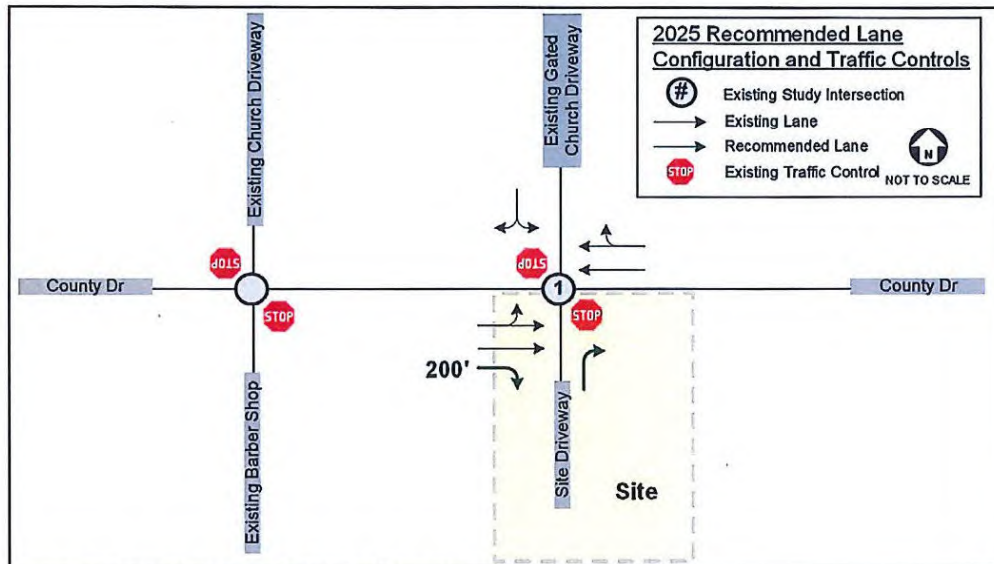 2025 Recommended Lane
Configuration and Traffic Controls
#
Existing Study Intersection
Existing Lane
Recommended Lane
STOP
Existing Traffic Control
N
NOT TO SCALE
Existing Church Driveway
Existing Gated
Church Driveway
STOP
STOP
County Dr
1
County Dr
STOP
STOP
200'
Existing Barber Shop
Site Driveway
Site